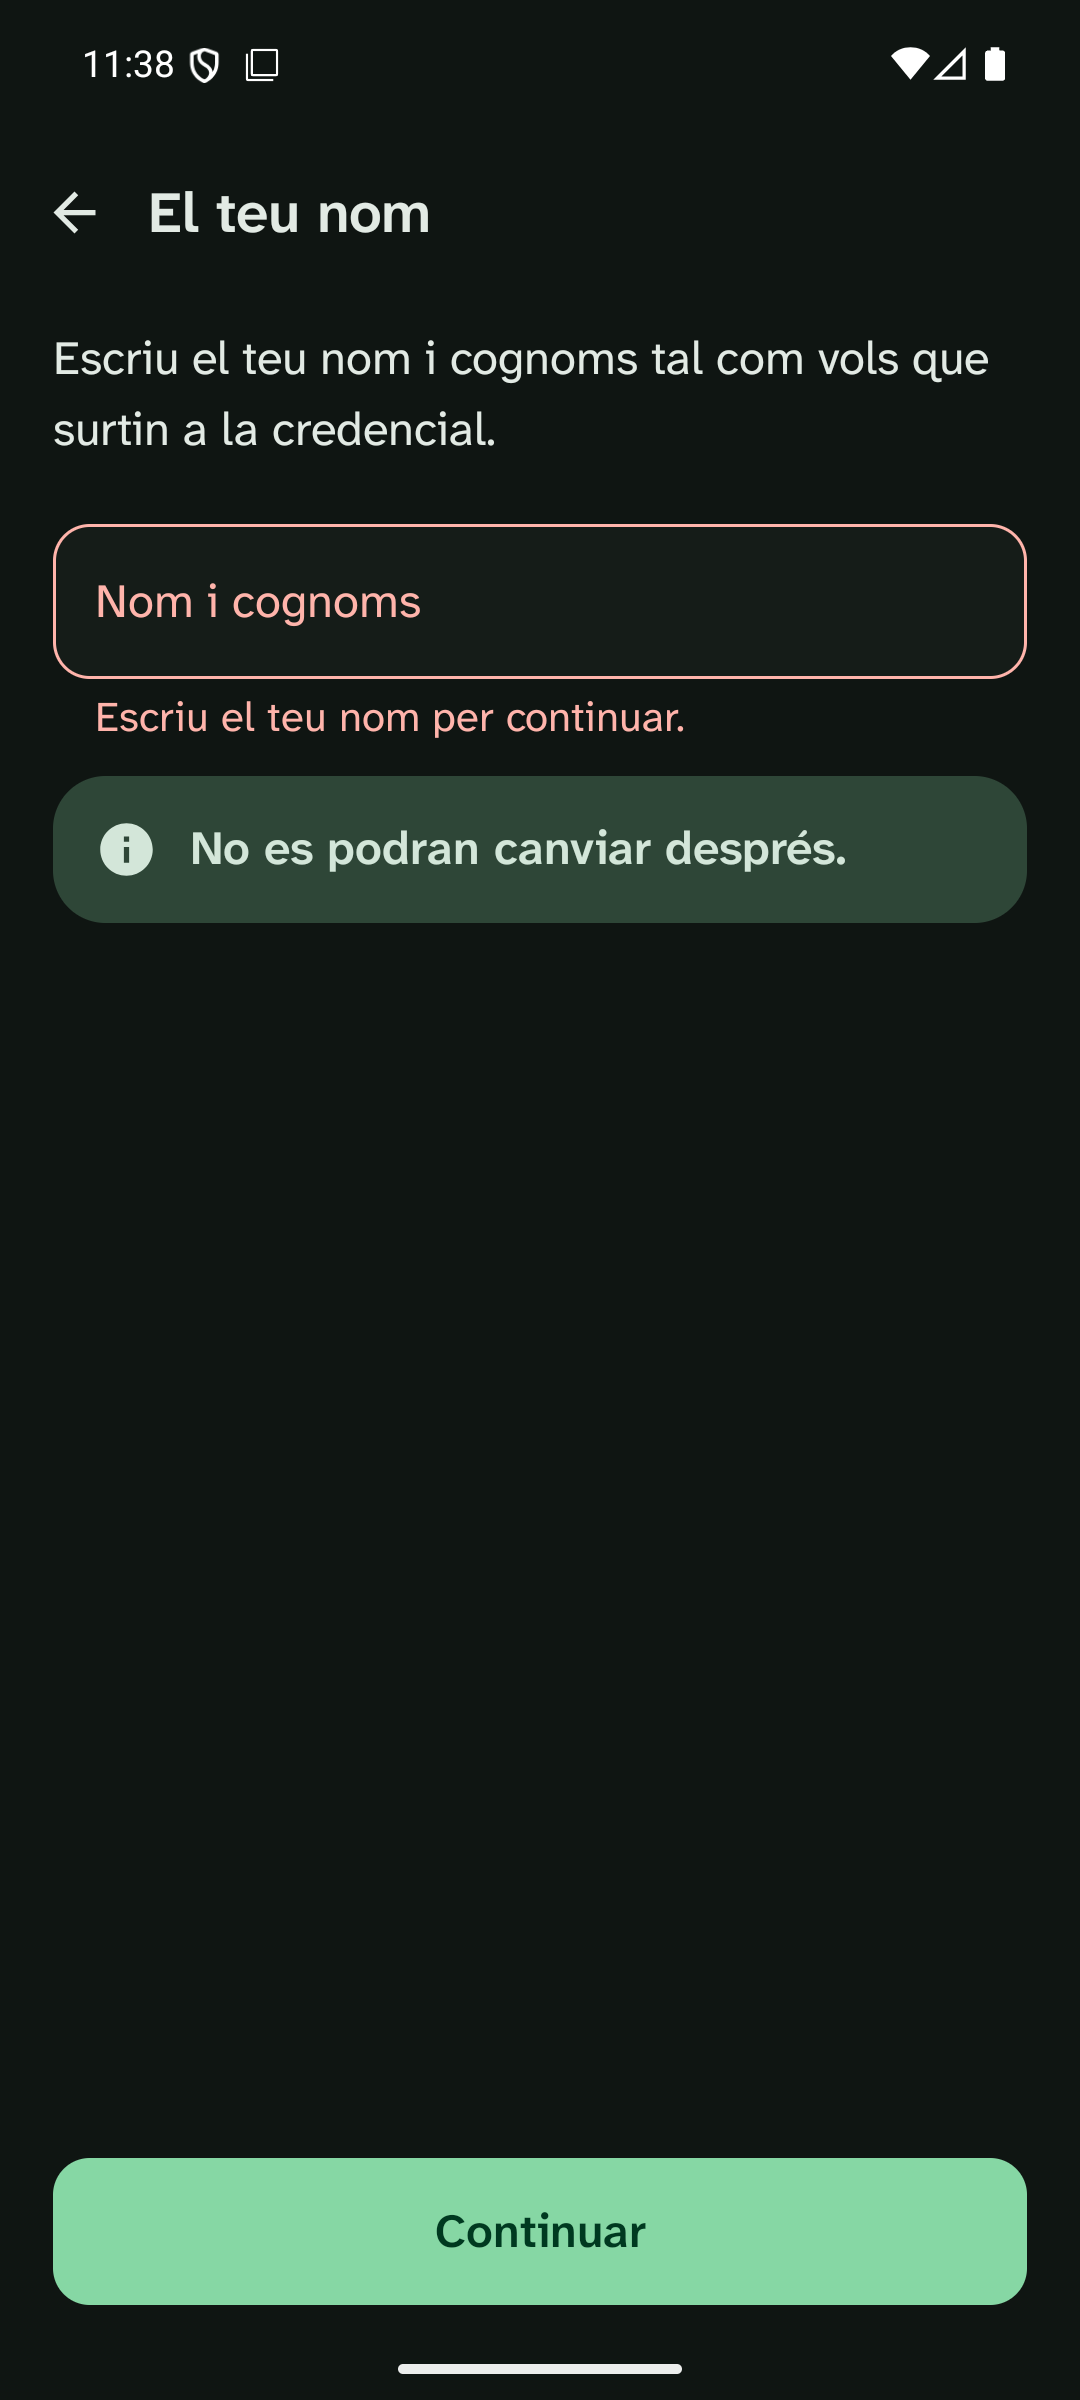 11:38
El teu nom
Escriu el teu nom i cognoms tal com vols que
surtin a la credencial.
Nom i cognoms
Escriu el teu nom per continuar.
No es podran canviar després.
Continuar